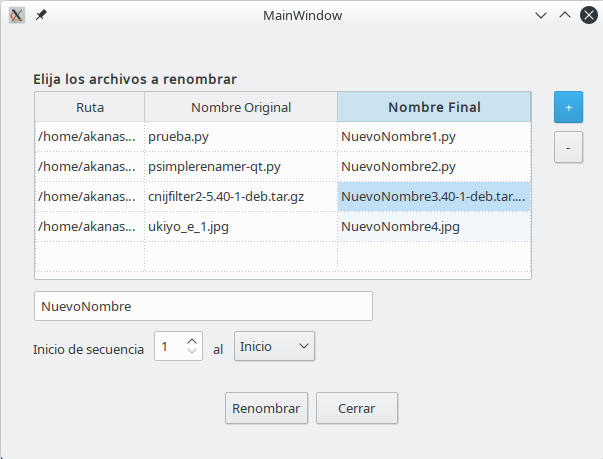 MainWindow
Elija los archivos a renombrar
Ruta Nombre Original Nombre Final
+
/home/akanas... prueba.py NuevoNombre1.py
-
/home/akanas... psimplerenamer-qt.py NuevoNombre2.py
/home/akanas... cnijfilter2-5.40-1-deb.tar.gz NuevoNombre3.40-1-deb.tar....
/home/akanas... ukiyo_e_1.jpg NuevoNombre4.jpg
NuevoNombre
Inicio de secuencia 1 al Inicio
Renombrar Cerrar